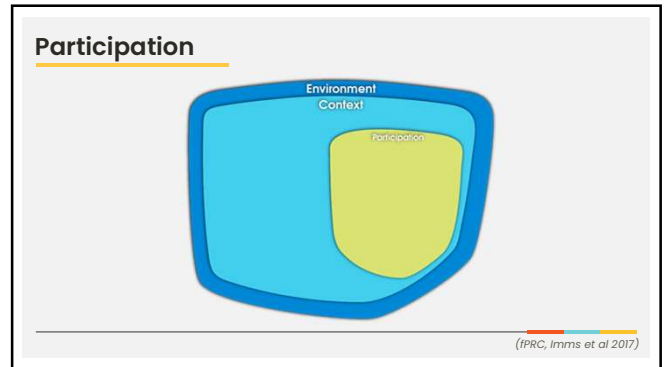 Participation
Environment
Context
Participation
(fPRC, Imms et al 2017)